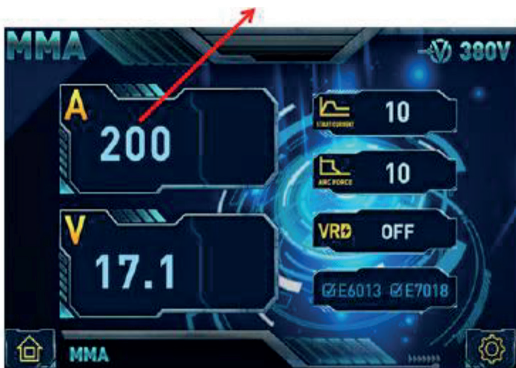 MMA
380V
A
200
START CURRENT
10
ARC FORCE
10
V
17.1
VRD OFF
E6013 E7018
MMA